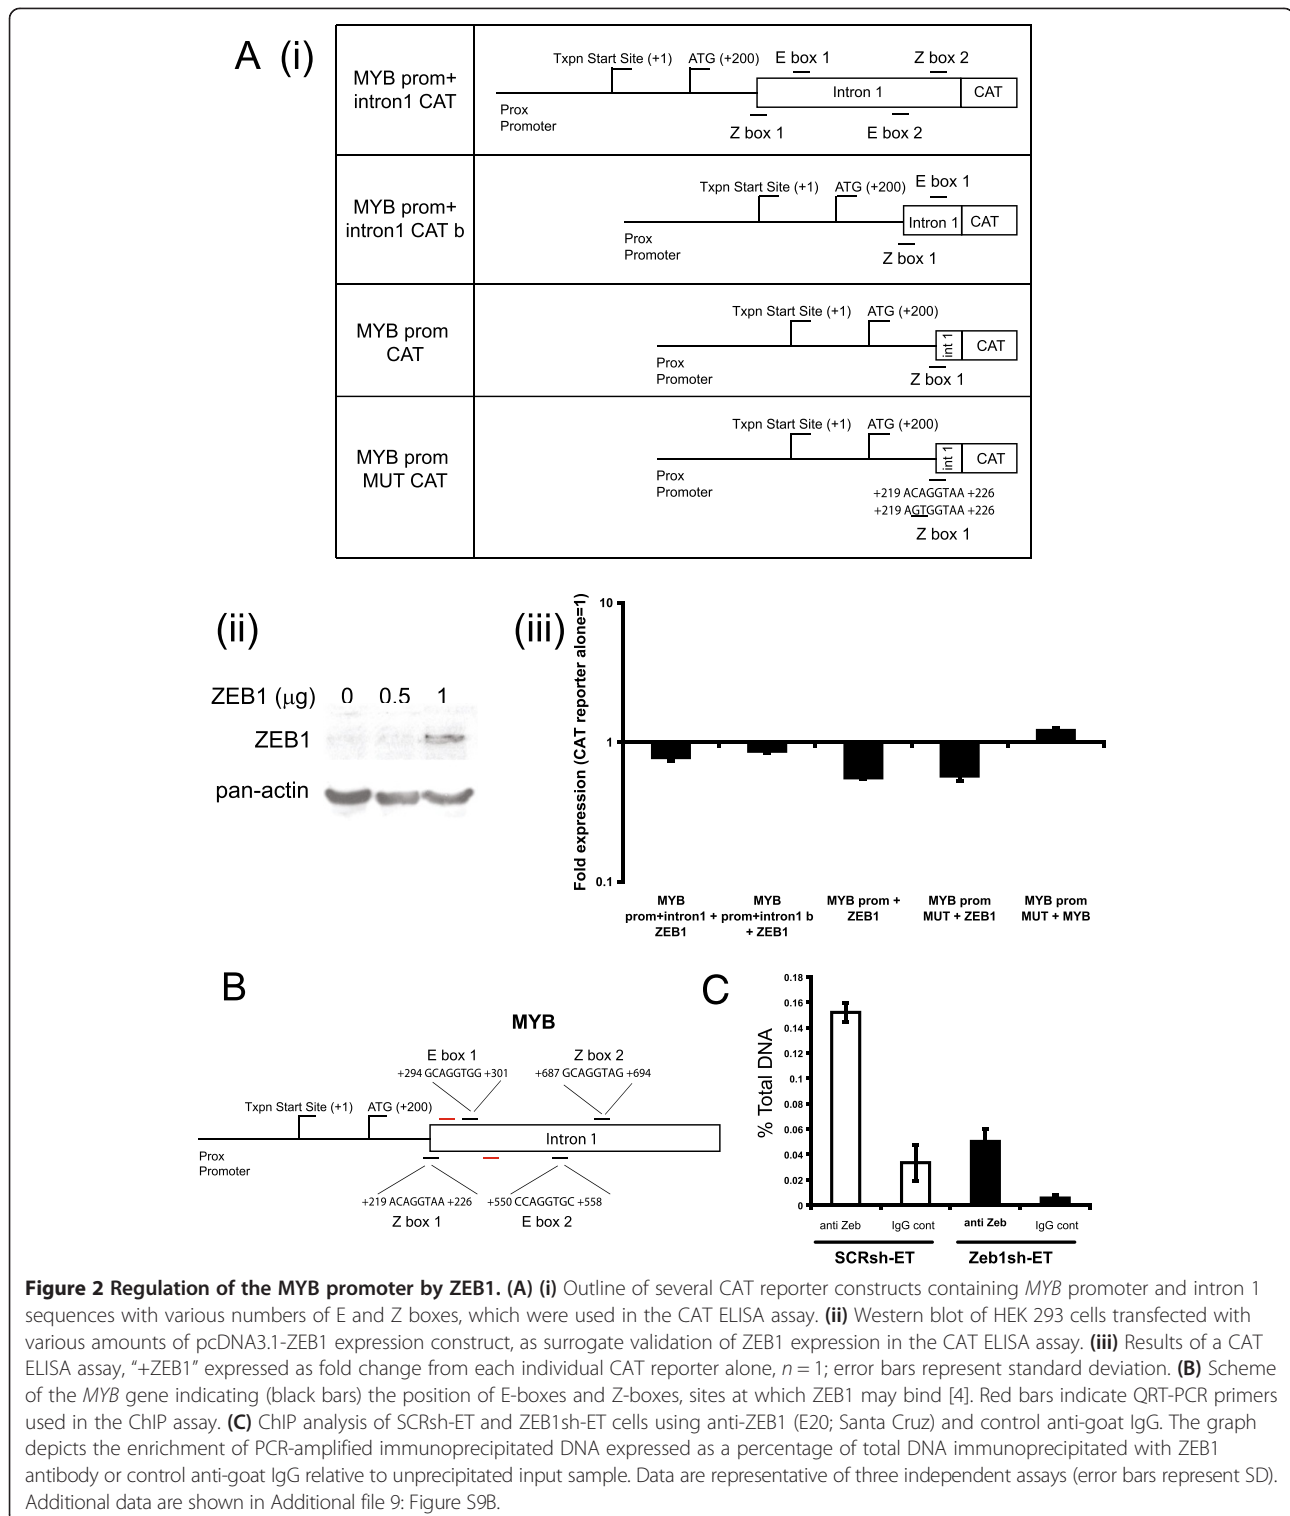 A (i)
MYB prom+
intron1 CAT
Txpn Start Site (+1)
ATG (+200)
E box 1
Z box 2
Intron 1
CAT
Prox
Promoter
Z box 1
E box 2
MYB prom+
intron1 CAT b
Txpn Start Site (+1)
ATG (+200)
E box 1
Intron 1
CAT
Prox
Promoter
Z box 1
MYB prom
CAT
Txpn Start Site (+1)
ATG (+200)
int 1
CAT
Prox
Promoter
Z box 1
MYB prom
MUT CAT
Txpn Start Site (+1)
ATG (+200)
int 1
CAT
Prox
Promoter
+219 ACAGGTAA +226
+219 AGTGGTAA +226
Z box 1
(ii)
ZEB1 (µg) 0 0.5 1
ZEB1
pan-actin
(iii)
Fold expression (CAT reporter alone=1)
10
1
0.1
MYB
prom+intron1 +
ZEB1
MYB
prom+intron1 b
+ ZEB1
MYB prom +
ZEB1
MYB prom
MUT + ZEB1
MYB prom
MUT + MYB
B
MYB
E box 1
+294 GCAGGTGG +301
Z box 2
+687 GCAGGTAG +694
Txpn Start Site (+1)
ATG (+200)
Intron 1
Prox
Promoter
+219 ACAGGTAA +226
Z box 1
+550 CCAGGTGC +558
E box 2
C
% Total DNA
0.18
0.16
0.14
0.12
0.1
0.08
0.06
0.04
0.02
0
anti Zeb
IgG cont
anti Zeb
IgG cont
SCRsh-ET
Zeb1sh-ET
Figure 2 Regulation of the MYB promoter by ZEB1. (A) (i) Outline of several CAT reporter constructs containing MYB promoter and intron 1
sequences with various numbers of E and Z boxes, which were used in the CAT ELISA assay. (ii) Western blot of HEK 293 cells transfected with
various amounts of pcDNA3.1-ZEB1 expression construct, as surrogate validation of ZEB1 expression in the CAT ELISA assay. (iii) Results of a CAT
ELISA assay, “+ZEB1” expressed as fold change from each individual CAT reporter alone, n = 1; error bars represent standard deviation. (B) Scheme
of the MYB gene indicating (black bars) the position of E-boxes and Z-boxes, sites at which ZEB1 may bind [4]. Red bars indicate QRT-PCR primers
used in the ChIP assay. (C) ChIP analysis of SCRsh-ET and ZEB1sh-ET cells using anti-ZEB1 (E20; Santa Cruz) and control anti-goat IgG. The graph
depicts the enrichment of PCR-amplified immunoprecipitated DNA expressed as a percentage of total DNA immunoprecipitated with ZEB1
antibody or control anti-goat IgG relative to unprecipitated input sample. Data are representative of three independent assays (error bars represent SD).
Additional data are shown in Additional file 9: Figure S9B.